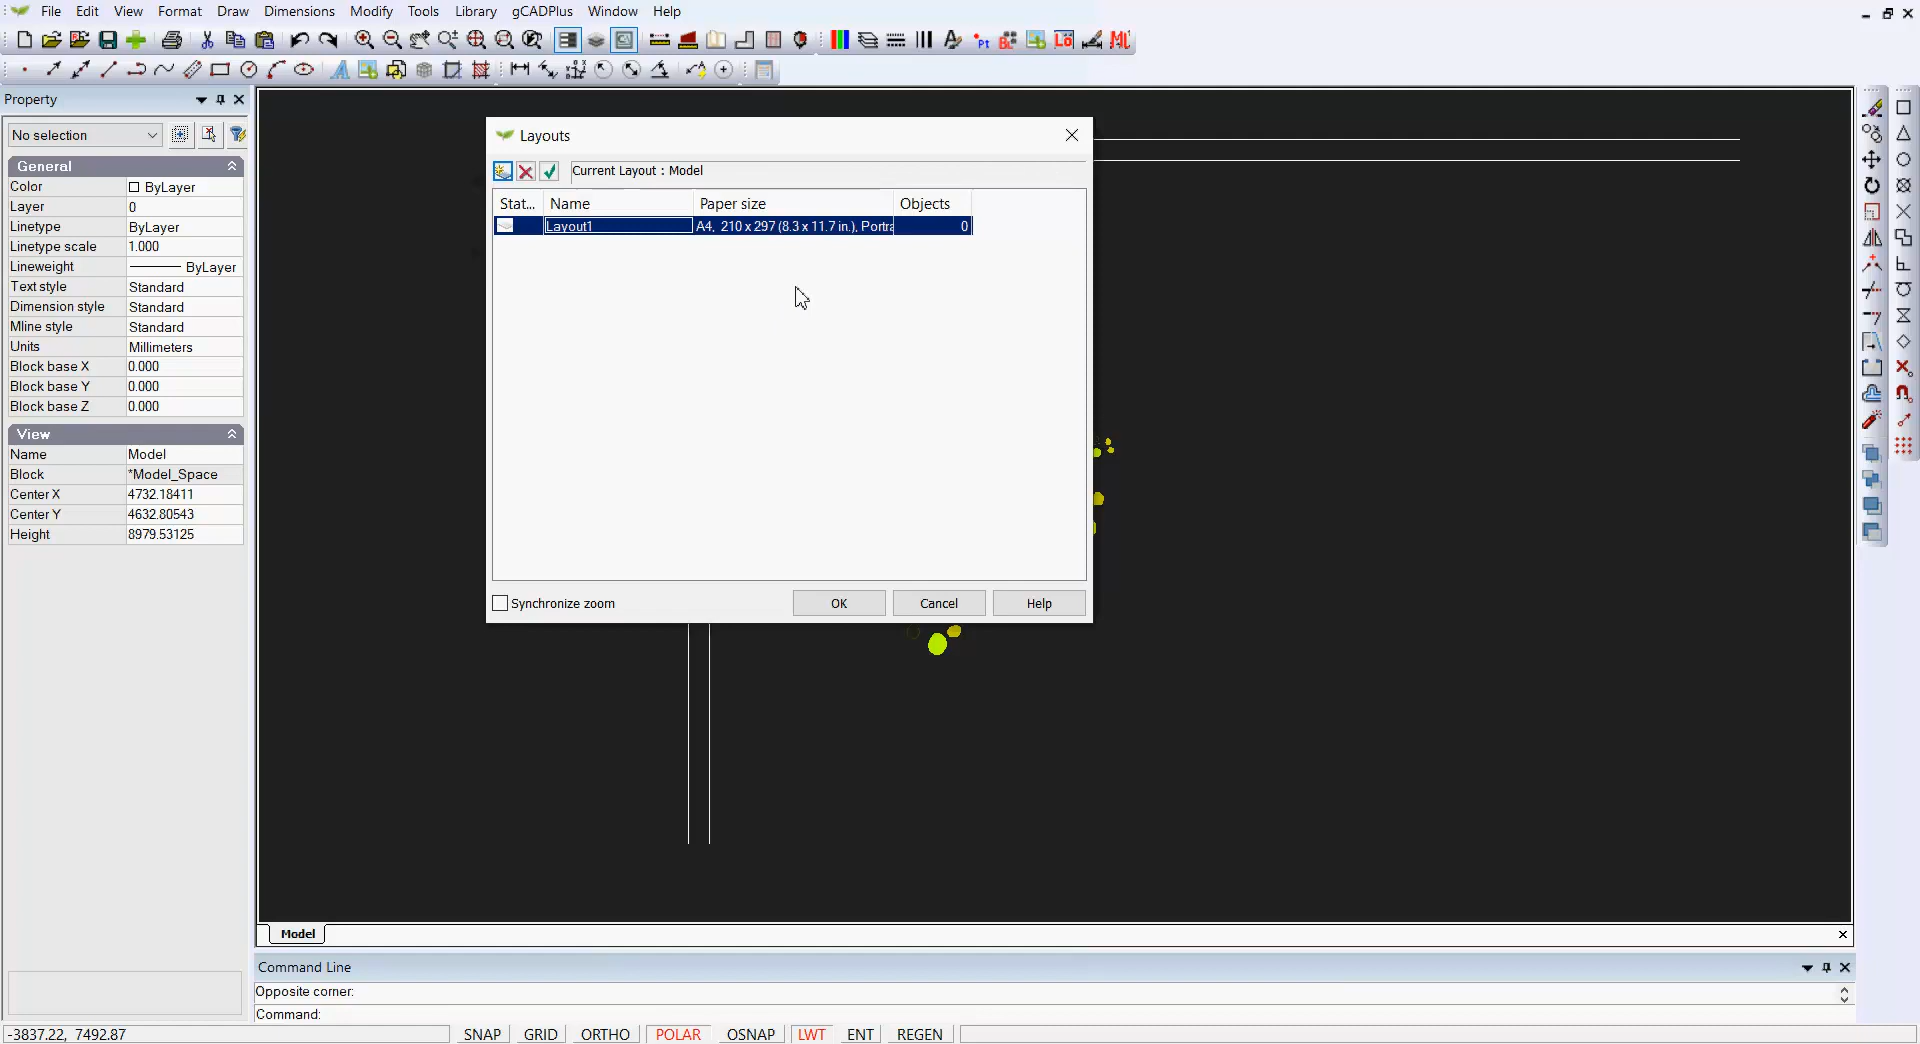 File Edit View Format Draw Dimensions Modify Tools Library gCADPlus Window Help
Property
No selection
General
Color ByLayer
Layer 0
Linetype ByLayer
Linetype scale 1.000
Lineweight ByLayer
Text style Standard
Dimension style Standard
Mline style Standard
Units Millimeters
Block base X 0.000
Block base Y 0.000
Block base Z 0.000
View
Name Model
Block *Model_Space
Center X 4732.18411
Center Y 4632.80543
Height 8979.53125
Layouts
Current Layout : Model
Stat... Name Paper size Objects
Layout1 A4, 210 x 297 (8.3 x 11.7 in.), Portra 0
Synchronize zoom OK Cancel Help
Model
Command Line
Opposite corner:
Command:
-3837.22, 7492.87 SNAP GRID ORTHO POLAR OSNAP LWT ENT REGEN